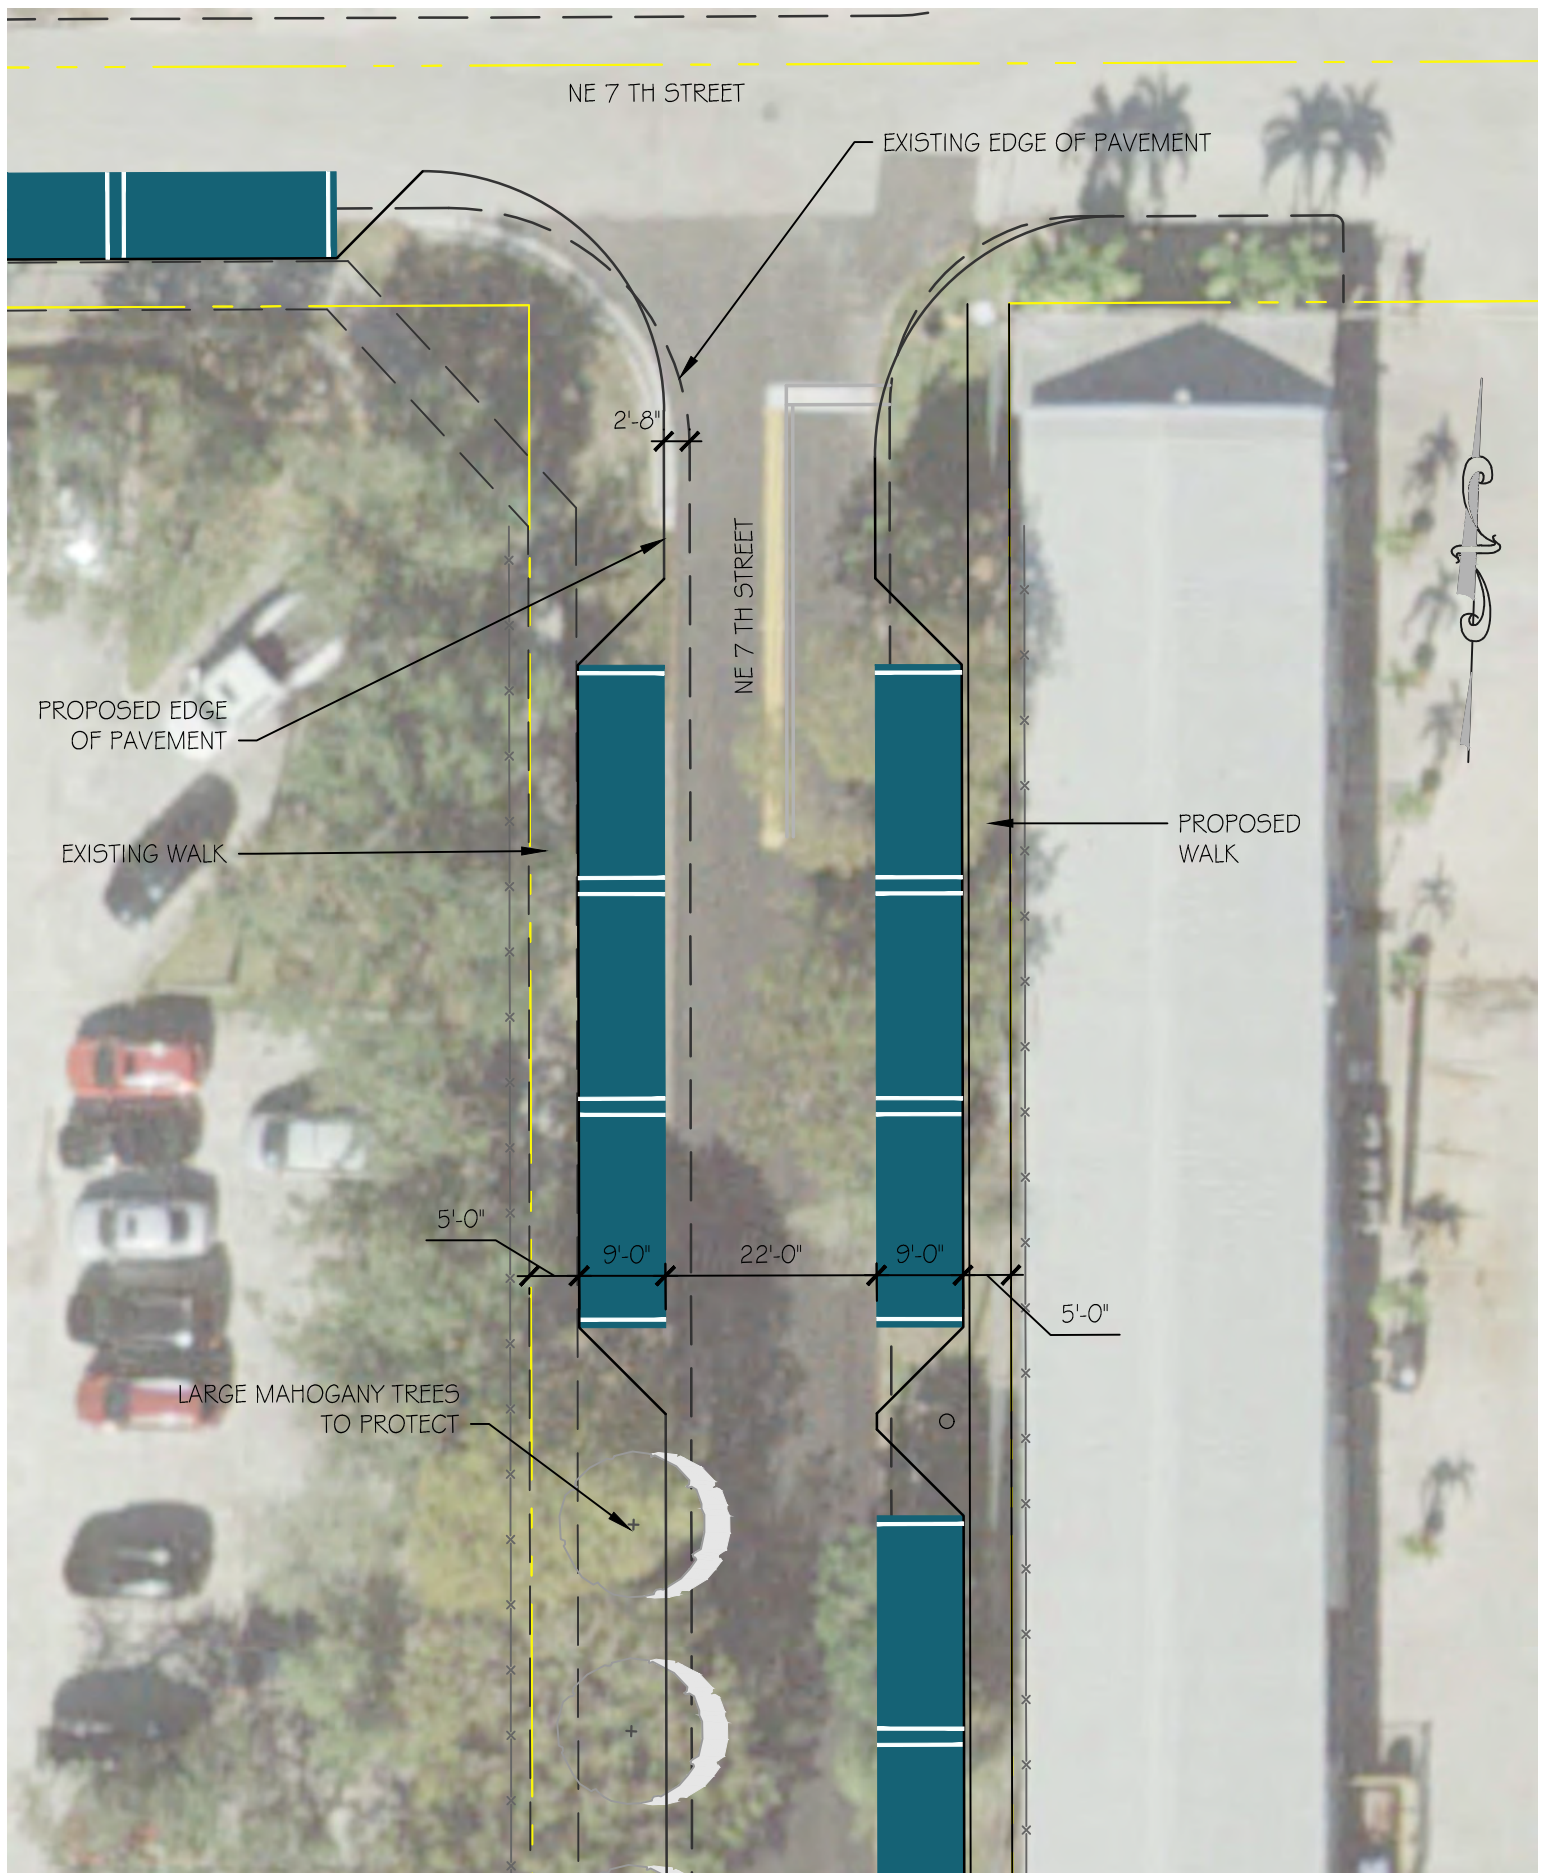 NE 7 TH STREET
EXISTING EDGE OF PAVEMENT
2'-8"
NE 7 TH STREET
PROPOSED EDGE
OF PAVEMENT
PROPOSED
WALK
EXISTING WALK
5'-0"
9'-0"
22'-0"
9'-0"
5'-0"
LARGE MAHOGANY TREES
TO PROTECT